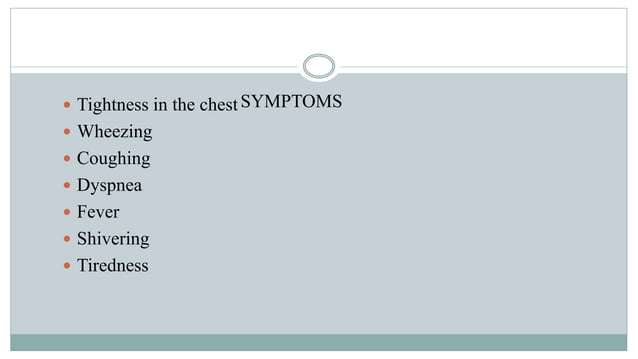 SYMPTOMS
• Tightness in the chest
• Wheezing
• Coughing
• Dyspnea
• Fever
• Shivering
• Tiredness